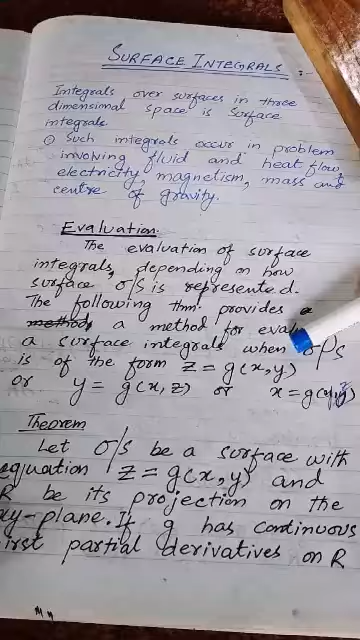 SURFACE INTEGRALS :-
Integrals over surfaces in three
dimensional space is Surface
integrals.
Such integrals occur in problem
involving fluid and heat flow,
electricity, magnetism, mass and
centre of gravity.
Evaluation.
The evaluation of surface
integrals, depending on how
surface σ/s is represented.
The following thm: provides a
method, a method for evalu
a surface integrals when σ/s
is of the form z = g(x,y)
or y = g(x,z) or x = g(y,z)
Theorem
Let σ/s be a surface with
equation z = g(x,y) and
R be its projection on the
xy-plane. If g has continuous
first partial derivatives on R